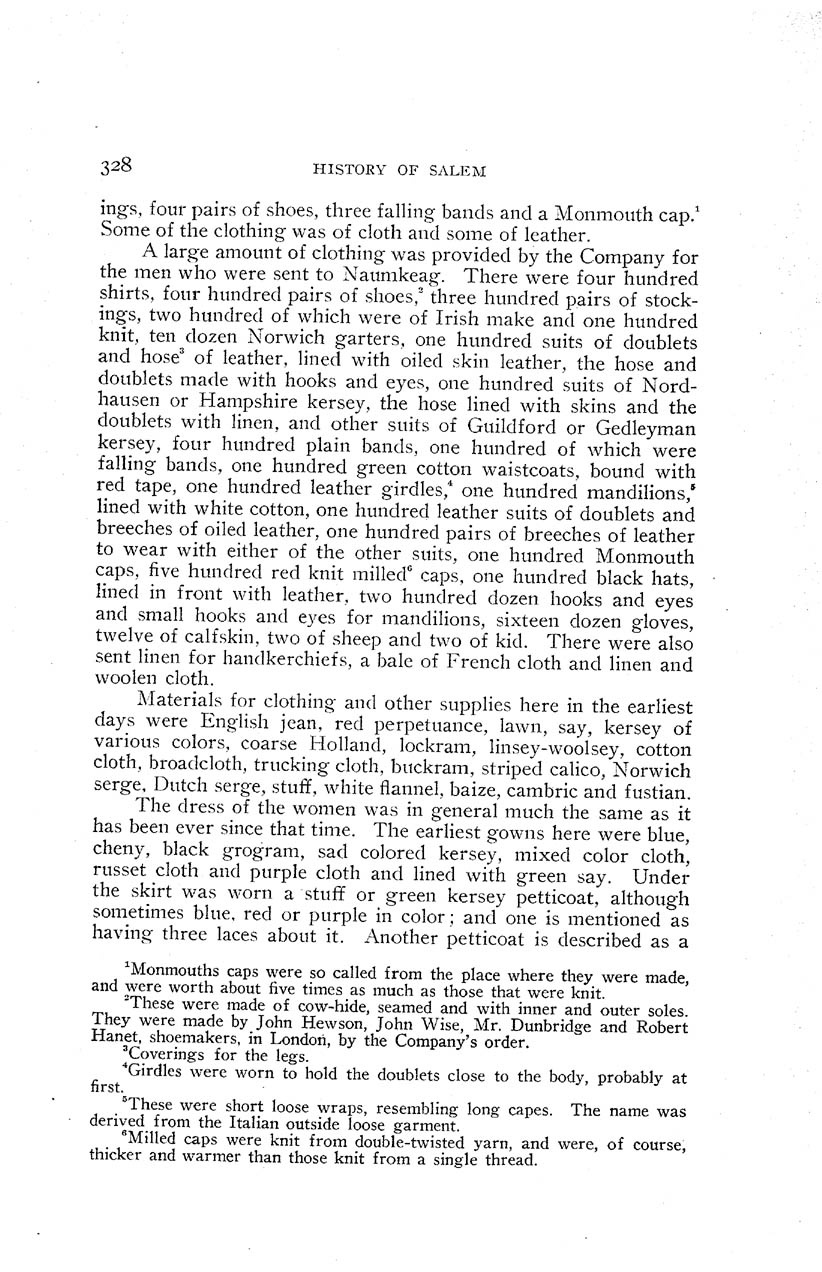 328 HISTORY OF SALEM
ings, four pairs of shoes, three falling bands and a Monmouth cap.¹
Some of the clothing was of cloth and some of leather.
A large amount of clothing was provided by the Company for
the men who were sent to Naumkeag. There were four hundred
shirts, four hundred pairs of shoes,² three hundred pairs of stock-
ings, two hundred of which were of Irish make and one hundred
knit, ten dozen Norwich garters, one hundred suits of doublets
and hose³ of leather, lined with oiled skin leather, the hose and
doublets made with hooks and eyes, one hundred suits of Nord-
hausen or Hampshire kersey, the hose lined with skins and the
doublets with linen, and other suits of Guildford or Gedleyman
kersey, four hundred plain bands, one hundred of which were
falling bands, one hundred green cotton waistcoats, bound with
red tape, one hundred leather girdles,⁴ one hundred mandilions,⁵
lined with white cotton, one hundred leather suits of doublets and
breeches of oiled leather, one hundred pairs of breeches of leather
to wear with either of the other suits, one hundred Monmouth
caps, five hundred red knit milled⁶ caps, one hundred black hats,
lined in front with leather, two hundred dozen hooks and eyes
and small hooks and eyes for mandilions, sixteen dozen gloves,
twelve of calfskin, two of sheep and two of kid. There were also
sent linen for handkerchiefs, a bale of French cloth and linen and
woolen cloth.
Materials for clothing and other supplies here in the earliest
days were English jean, red perpetuance, lawn, say, kersey of
various colors, coarse Holland, lockram, linsey-woolsey, cotton
cloth, broadcloth, trucking cloth, buckram, striped calico, Norwich
serge, Dutch serge, stuff, white flannel, baize, cambric and fustian.
The dress of the women was in general much the same as it
has been ever since that time. The earliest gowns here were blue,
cheny, black grogram, sad colored kersey, mixed color cloth,
russet cloth and purple cloth and lined with green say. Under
the skirt was worn a stuff or green kersey petticoat, although
sometimes blue, red or purple in color; and one is mentioned as
having three laces about it. Another petticoat is described as a
¹Monmouths caps were so called from the place where they were made,
and were worth about five times as much as those that were knit.
²These were made of cow-hide, seamed and with inner and outer soles.
They were made by John Hewson, John Wise, Mr. Dunbridge and Robert
Hanet, shoemakers, in London, by the Company's order.
³Coverings for the legs.
⁴Girdles were worn to hold the doublets close to the body, probably at
first.
⁵These were short loose wraps, resembling long capes. The name was
derived from the Italian outside loose garment.
⁶Milled caps were knit from double-twisted yarn, and were, of course,
thicker and warmer than those knit from a single thread.